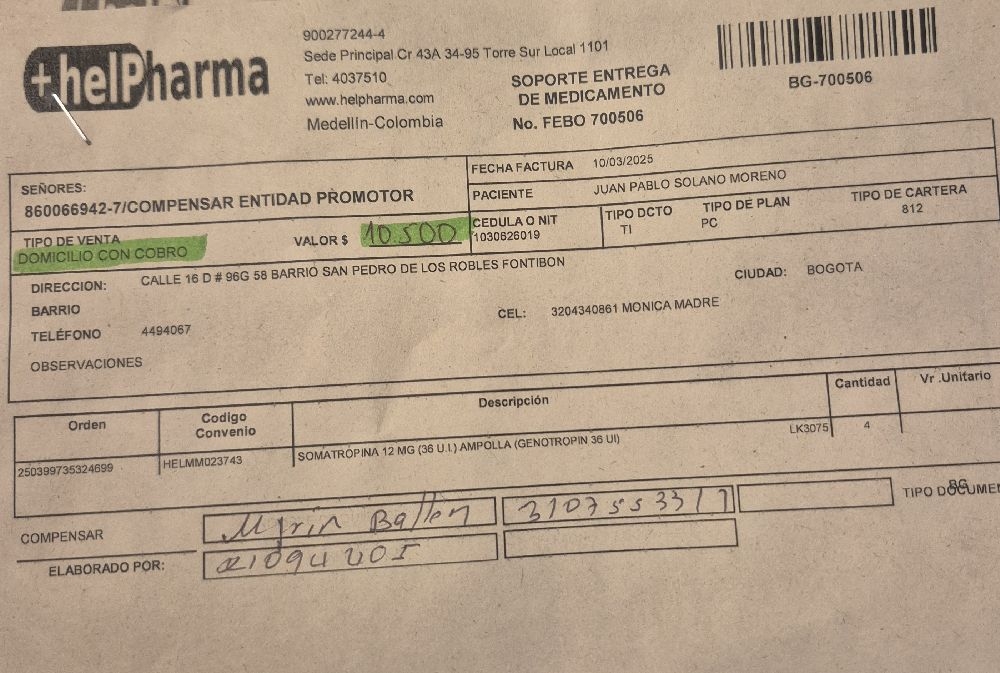 +helPharma
900277244-4
Sede Principal Cr 43A 34-95 Torre Sur Local 1101
Tel: 4037510
www.helpharma.com
Medellín-Colombia
SOPORTE ENTREGA
DE MEDICAMENTO
No. FEBO 700506
BG-700506
SEÑORES:
860066942-7/COMPENSAR ENTIDAD PROMOTOR
FECHA FACTURA 10/03/2025
PACIENTE JUAN PABLO SOLANO MORENO
TIPO DE VENTA
DOMICILIO CON COBRO
VALOR $ 10.500
CEDULA O NIT
1030626019
TIPO DCTO
TI
TIPO DE PLAN
PC
TIPO DE CARTERA
812
DIRECCION: CALLE 16 D # 96G 58 BARRIO SAN PEDRO DE LOS ROBLES FONTIBON
CIUDAD: BOGOTA
BARRIO
TELÉFONO 4494067
CEL: 3204340861 MONICA MADRE
OBSERVACIONES
Orden Codigo Convenio Descripción Cantidad Vr .Unitario
250399735324699 HELMM023743 SOMATROPINA 12 MG (36 U.I.) AMPOLLA (GENOTROPIN 36 UI) LK3075 4
BG
TIPO DOCUMEN
COMPENSAR
ELABORADO POR: